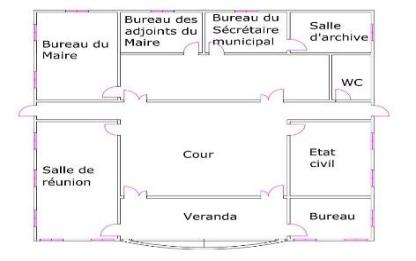 Bureau du
Maire
Bureau des
adjoints du
Maire
Bureau du
Sécrétaire
municipal
Salle
d'archive
WC
Salle de
réunion
Cour
Etat
civil
Veranda
Bureau